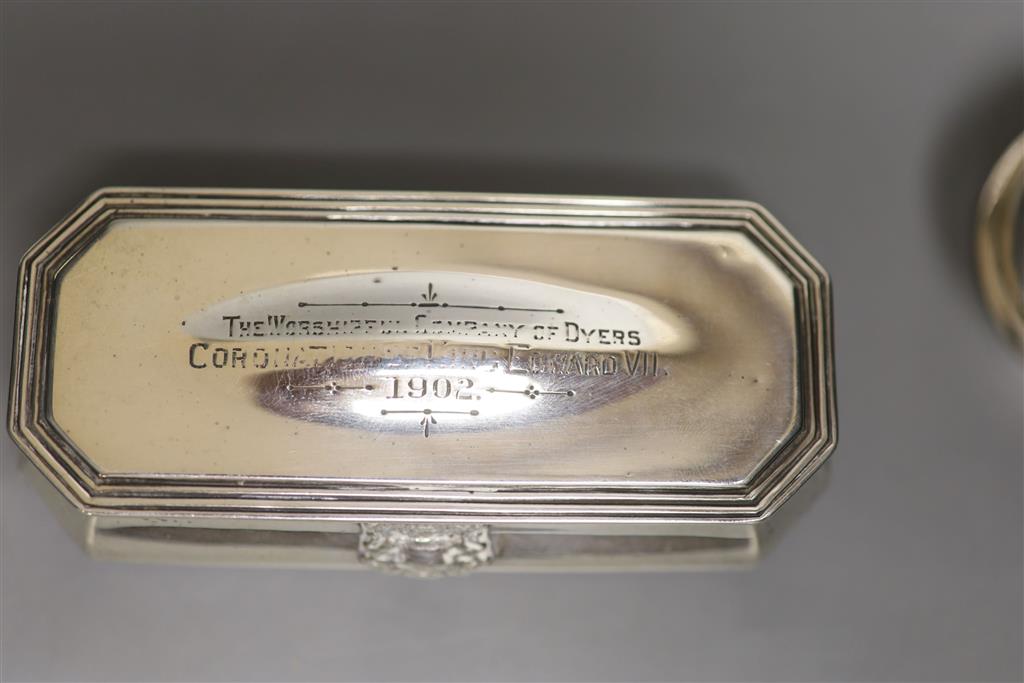 THE WORSHIPFUL COMPANY OF DYERS
CORONATION OF KING EDWARD VII.
1902.